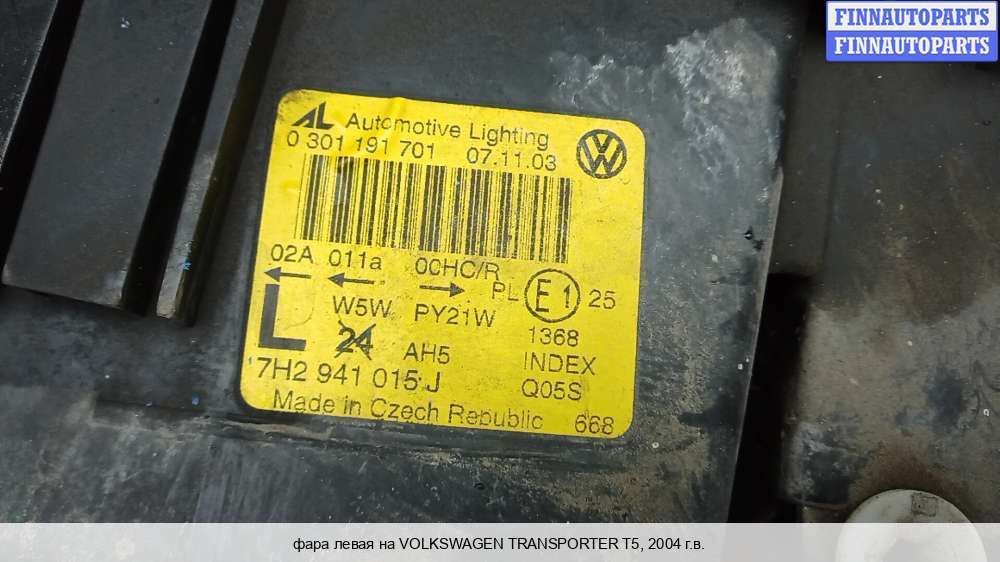 FINNAUTOPARTS
FINNAUTOPARTS
AL Automotive Lighting
0 301 191 701 07.11.03
02A 011a 00HC/R
PL E1 25
W5W PY21W 1368
L 24 AH5 INDEX
7H2 941 015 J Q05S
Made in Czech Republic 668
фара левая на VOLKSWAGEN TRANSPORTER T5, 2004 г.в.